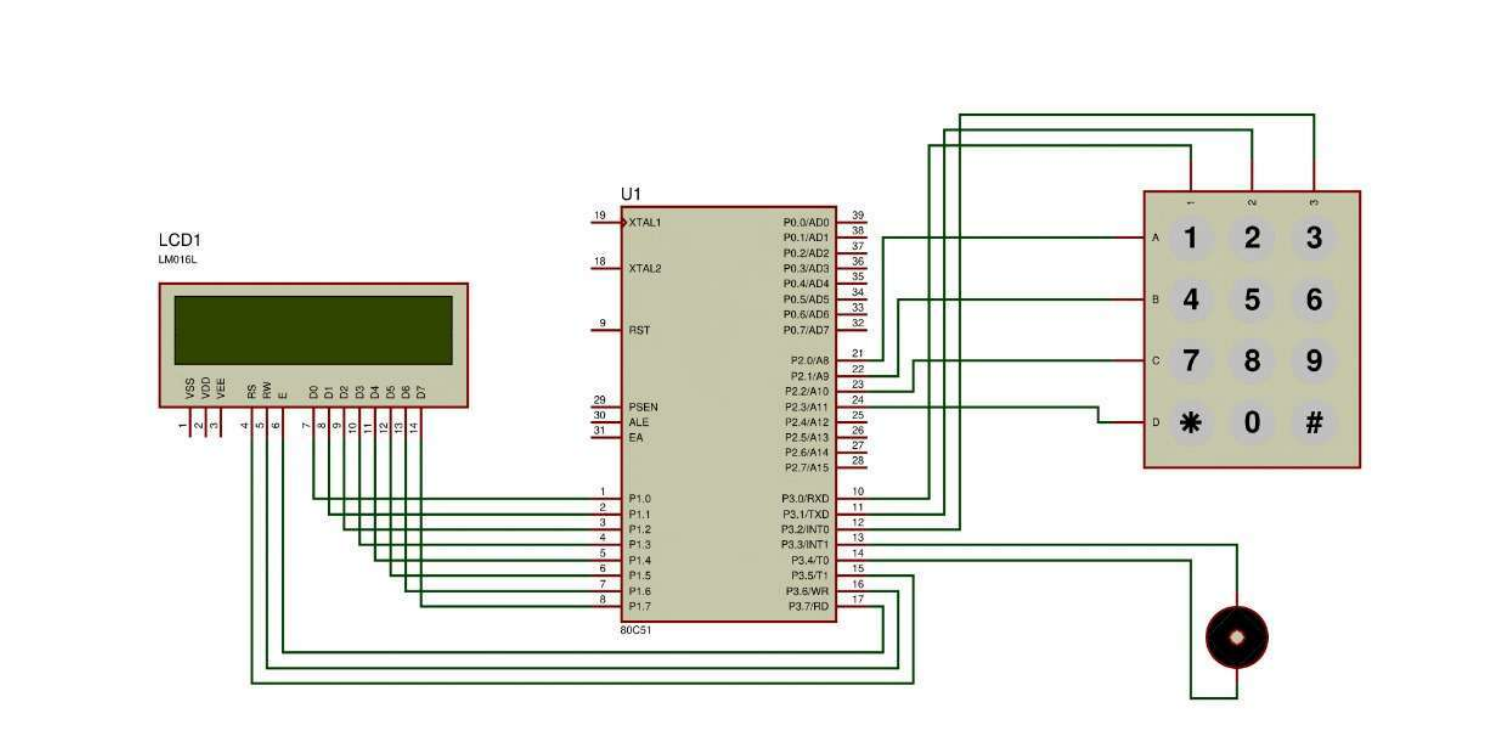 LCD1
LM016L
VSS
VDD
VEE
RS
RW
E
D0
D1
D2
D3
D4
D5
D6
D7
1
2
3
4
5
6
7
8
9
10
11
12
13
14
U1
19 XTAL1
18 XTAL2
9 RST
29 PSEN
30 ALE
31 EA
1 P1.0
2 P1.1
3 P1.2
4 P1.3
5 P1.4
6 P1.5
7 P1.6
8 P1.7
P0.0/AD0 39
P0.1/AD1 38
P0.2/AD2 37
P0.3/AD3 36
P0.4/AD4 35
P0.5/AD5 34
P0.6/AD6 33
P0.7/AD7 32
P2.0/A8 21
P2.1/A9 22
P2.2/A10 23
P2.3/A11 24
P2.4/A12 25
P2.5/A13 26
P2.6/A14 27
P2.7/A15 28
P3.0/RXD 10
P3.1/TXD 11
P3.2/INT0 12
P3.3/INT1 13
P3.4/T0 14
P3.5/T1 15
P3.6/WR 16
P3.7/RD 17
80C51
1 2 3
A 1 2 3
B 4 5 6
C 7 8 9
D * 0 #